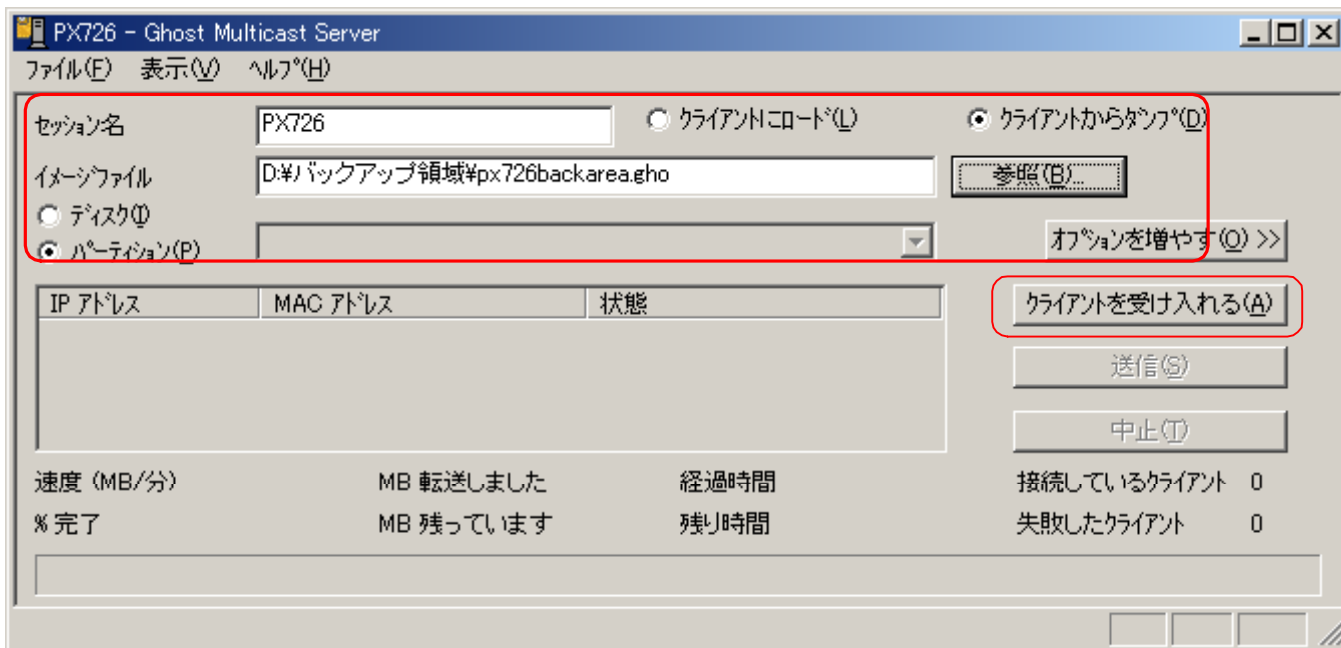 PX726 - Ghost Multicast Server
ﾌｧｲﾙ(F) 表示(V) ﾍﾙﾌﾟ(H)
ｾｯｼｮﾝ名 PX726 ｸﾗｲｱﾝﾄにﾛｰﾄﾞ(L) ｸﾗｲｱﾝﾄからﾀﾞﾝﾌﾟ(D)
ｲﾒｰｼﾞﾌｧｲﾙ D:¥バックアップ領域¥px726backarea.gho 参照(B)...
ﾃﾞｨｽｸ(I)
ﾊﾟｰﾃｨｼｮﾝ(P) ｵﾌﾟｼｮﾝを増やす(O) >>
IP ｱﾄﾞﾚｽ MAC ｱﾄﾞﾚｽ 状態 ｸﾗｲｱﾝﾄを受け入れる(A)
送信(S)
中止(T)
速度 (MB/分) MB 転送しました 経過時間 接続しているｸﾗｲｱﾝﾄ 0
% 完了 MB 残っています 残り時間 失敗したｸﾗｲｱﾝﾄ 0